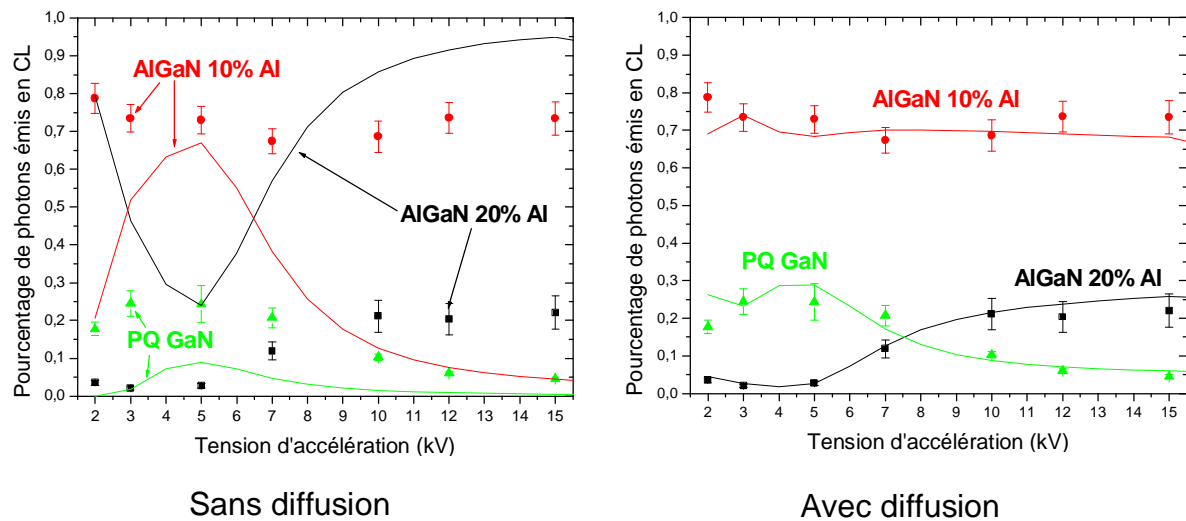 Pourcentage de photons émis en CL
1,0
0,9
0,8
0,7
0,6
0,5
0,4
0,3
0,2
0,1
0,0
AlGaN 10% Al
AlGaN 20% Al
PQ GaN
2 3 4 5 6 7 8 9 10 11 12 13 14 15
Tension d'accélération (kV)
Sans diffusion
Pourcentage de photons émis en CL
1,0
0,9
0,8
0,7
0,6
0,5
0,4
0,3
0,2
0,1
0,0
AlGaN 10% Al
PQ GaN
AlGaN 20% Al
2 3 4 5 6 7 8 9 10 11 12 13 14 15
Tension d'accélération (kV)
Avec diffusion